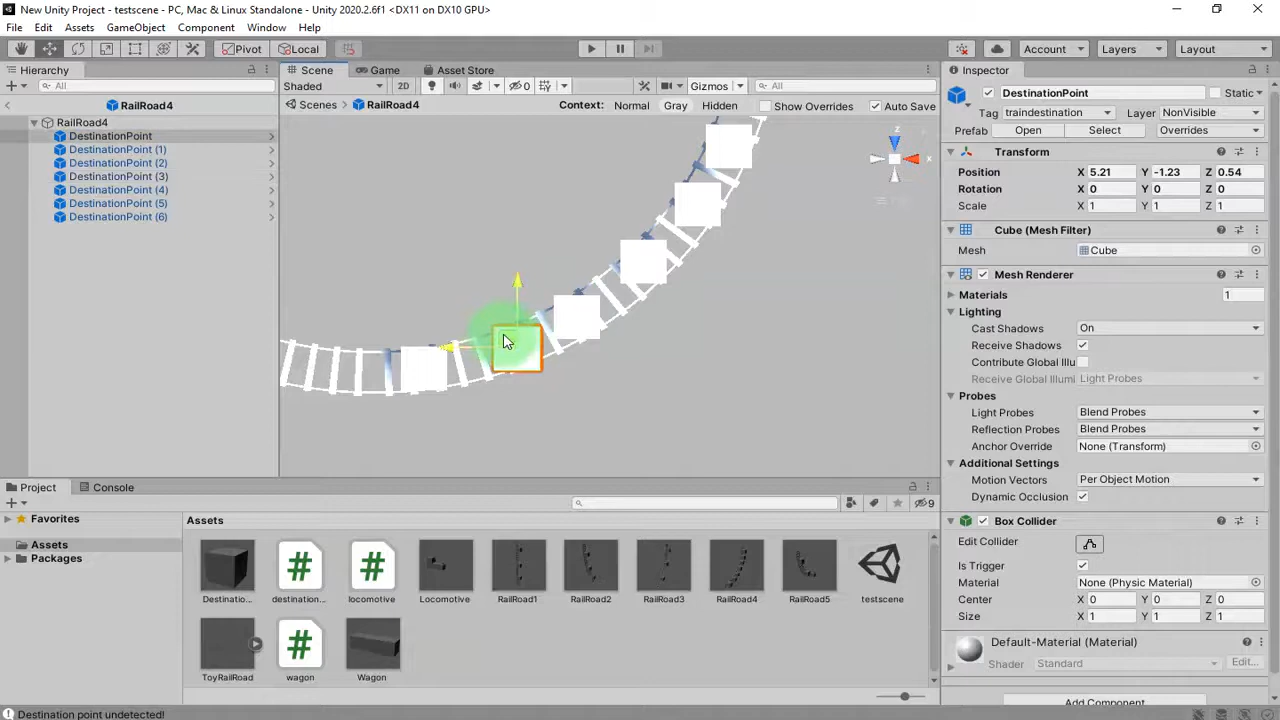 New Unity Project - testscene - PC, Mac & Linux Standalone - Unity 2020.2.6f1 <DX11 on DX10 GPU>
File Edit Assets GameObject Component Window Help
Pivot Local Account Layers Layout
Hierarchy
All
RailRoad4
RailRoad4
DestinationPoint
DestinationPoint (1)
DestinationPoint (2)
DestinationPoint (3)
DestinationPoint (4)
DestinationPoint (5)
DestinationPoint (6)
Scene Game Asset Store
Shaded 2D 0 Gizmos All
Scenes RailRoad4 Context: Normal Gray Hidden Show Overrides Auto Save
z
x
Inspector
DestinationPoint Static
Tag traindestination Layer NonVisible
Prefab Open Select Overrides
Transform
Position X 5.21 Y -1.23 Z 0.54
Rotation X 0 Y 0 Z 0
Scale X 1 Y 1 Z 1
Cube (Mesh Filter)
Mesh Cube
Mesh Renderer
Materials 1
Lighting
Cast Shadows On
Receive Shadows
Contribute Global Illu
Receive Global Illumi Light Probes
Probes
Light Probes Blend Probes
Reflection Probes Blend Probes
Anchor Override None (Transform)
Additional Settings
Motion Vectors Per Object Motion
Dynamic Occlusion
Box Collider
Edit Collider
Is Trigger
Material None (Physic Material)
Center X 0 Y 0 Z 0
Size X 1 Y 1 Z 1
Default-Material (Material)
Shader Standard Edit...
Add Component
Project Console
9
Favorites
Assets
Packages
Assets
Destinatio... destination... locomotive Locomotive RailRoad1 RailRoad2 RailRoad3 RailRoad4 RailRoad5 testscene
ToyRailRoad wagon Wagon
Destination point undetected!